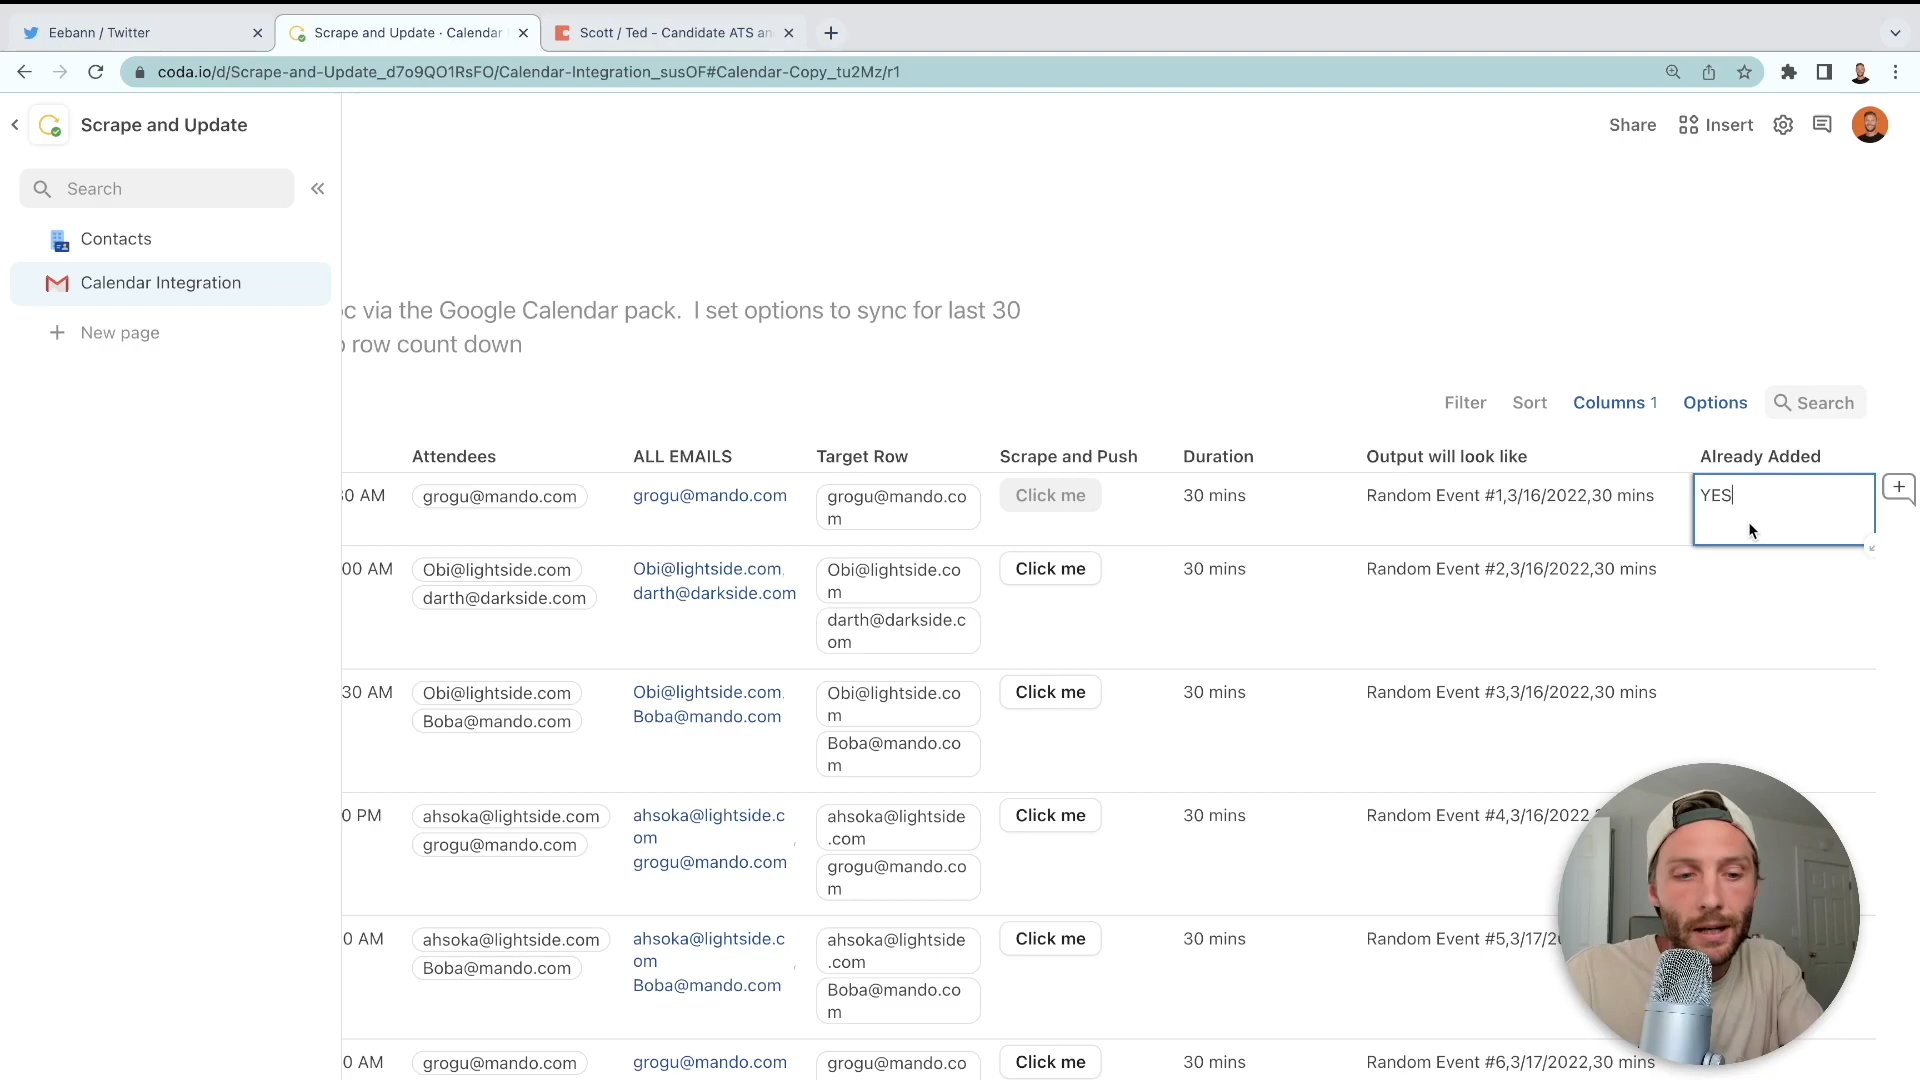 Eebann / Twitter
Scrape and Update · Calendar
Scott / Ted - Candidate ATS an
coda.io/d/Scrape-and-Update_d7o9QO1RsFO/Calendar-Integration_susOF#Calendar-Copy_tu2Mz/r1
Scrape and Update
Share
Insert
Search
Contacts
Calendar Integration
New page
oc via the Google Calendar pack. I set options to sync for last 30
row count down
Filter
Sort
Columns 1
Options
Search
Attendees
ALL EMAILS
Target Row
Scrape and Push
Duration
Output will look like
Already Added
30 AM
grogu@mando.com
grogu@mando.com
grogu@mando.co
m
Click me
30 mins
Random Event #1,3/16/2022,30 mins
YES
00 AM
Obi@lightside.com
darth@darkside.com
Obi@lightside.com,
darth@darkside.com
Obi@lightside.co
m
darth@darkside.c
om
Click me
30 mins
Random Event #2,3/16/2022,30 mins
30 AM
Obi@lightside.com
Boba@mando.com
Obi@lightside.com,
Boba@mando.com
Obi@lightside.co
m
Boba@mando.co
m
Click me
30 mins
Random Event #3,3/16/2022,30 mins
0 PM
ahsoka@lightside.com
grogu@mando.com
ahsoka@lightside.c
om ,
grogu@mando.com
ahsoka@lightside
.com
grogu@mando.co
m
Click me
30 mins
Random Event #4,3/16/2022
0 AM
ahsoka@lightside.com
Boba@mando.com
ahsoka@lightside.c
om ,
Boba@mando.com
ahsoka@lightside
.com
Boba@mando.co
m
Click me
30 mins
Random Event #5,3/17/2
0 AM
grogu@mando.com
grogu@mando.com
grogu@mando.co
Click me
30 mins
Random Event #6,3/17/2022,30 mins